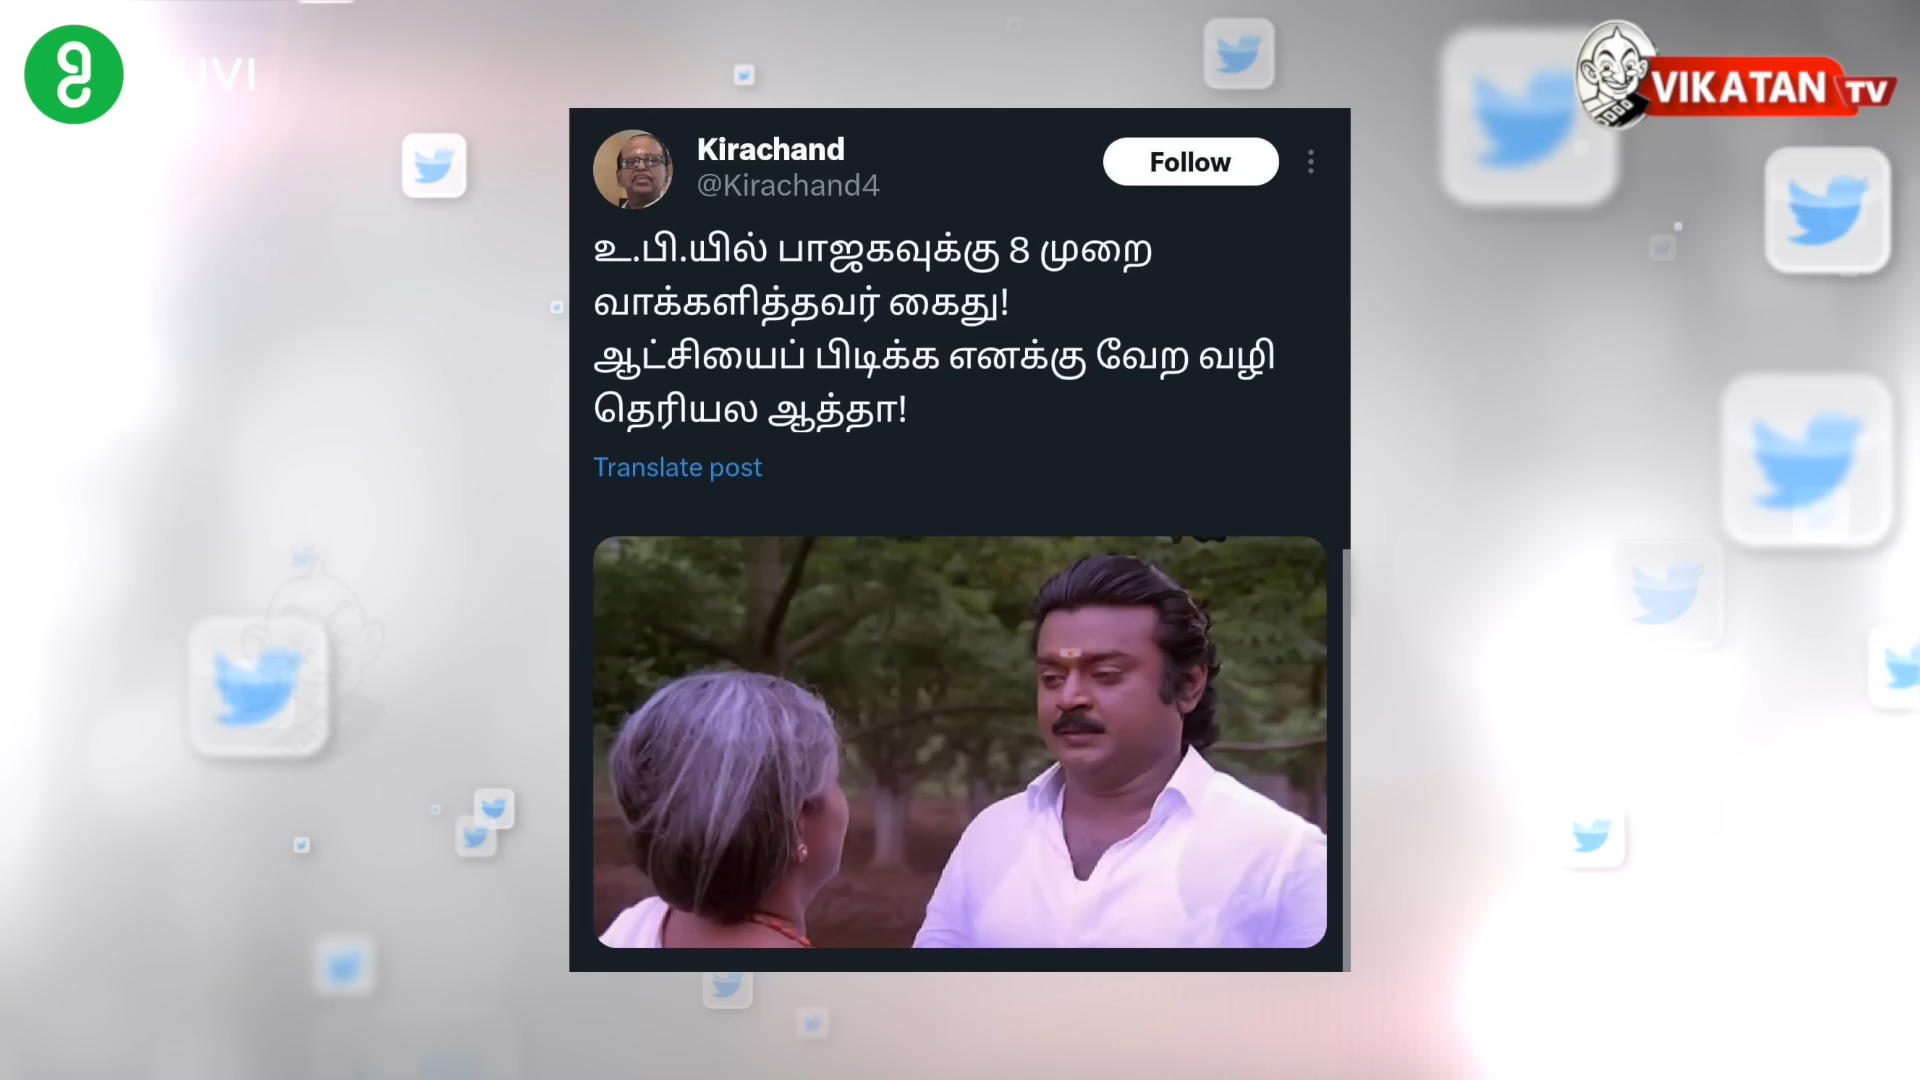 VIKATAN TV
Kirachand
@Kirachand4
Follow
உ.பி.யில் பாஜகவுக்கு 8 முறை
வாக்களித்தவர் கைது!
ஆட்சியைப் பிடிக்க எனக்கு வேற வழி
தெரியல ஆத்தா!
Translate post